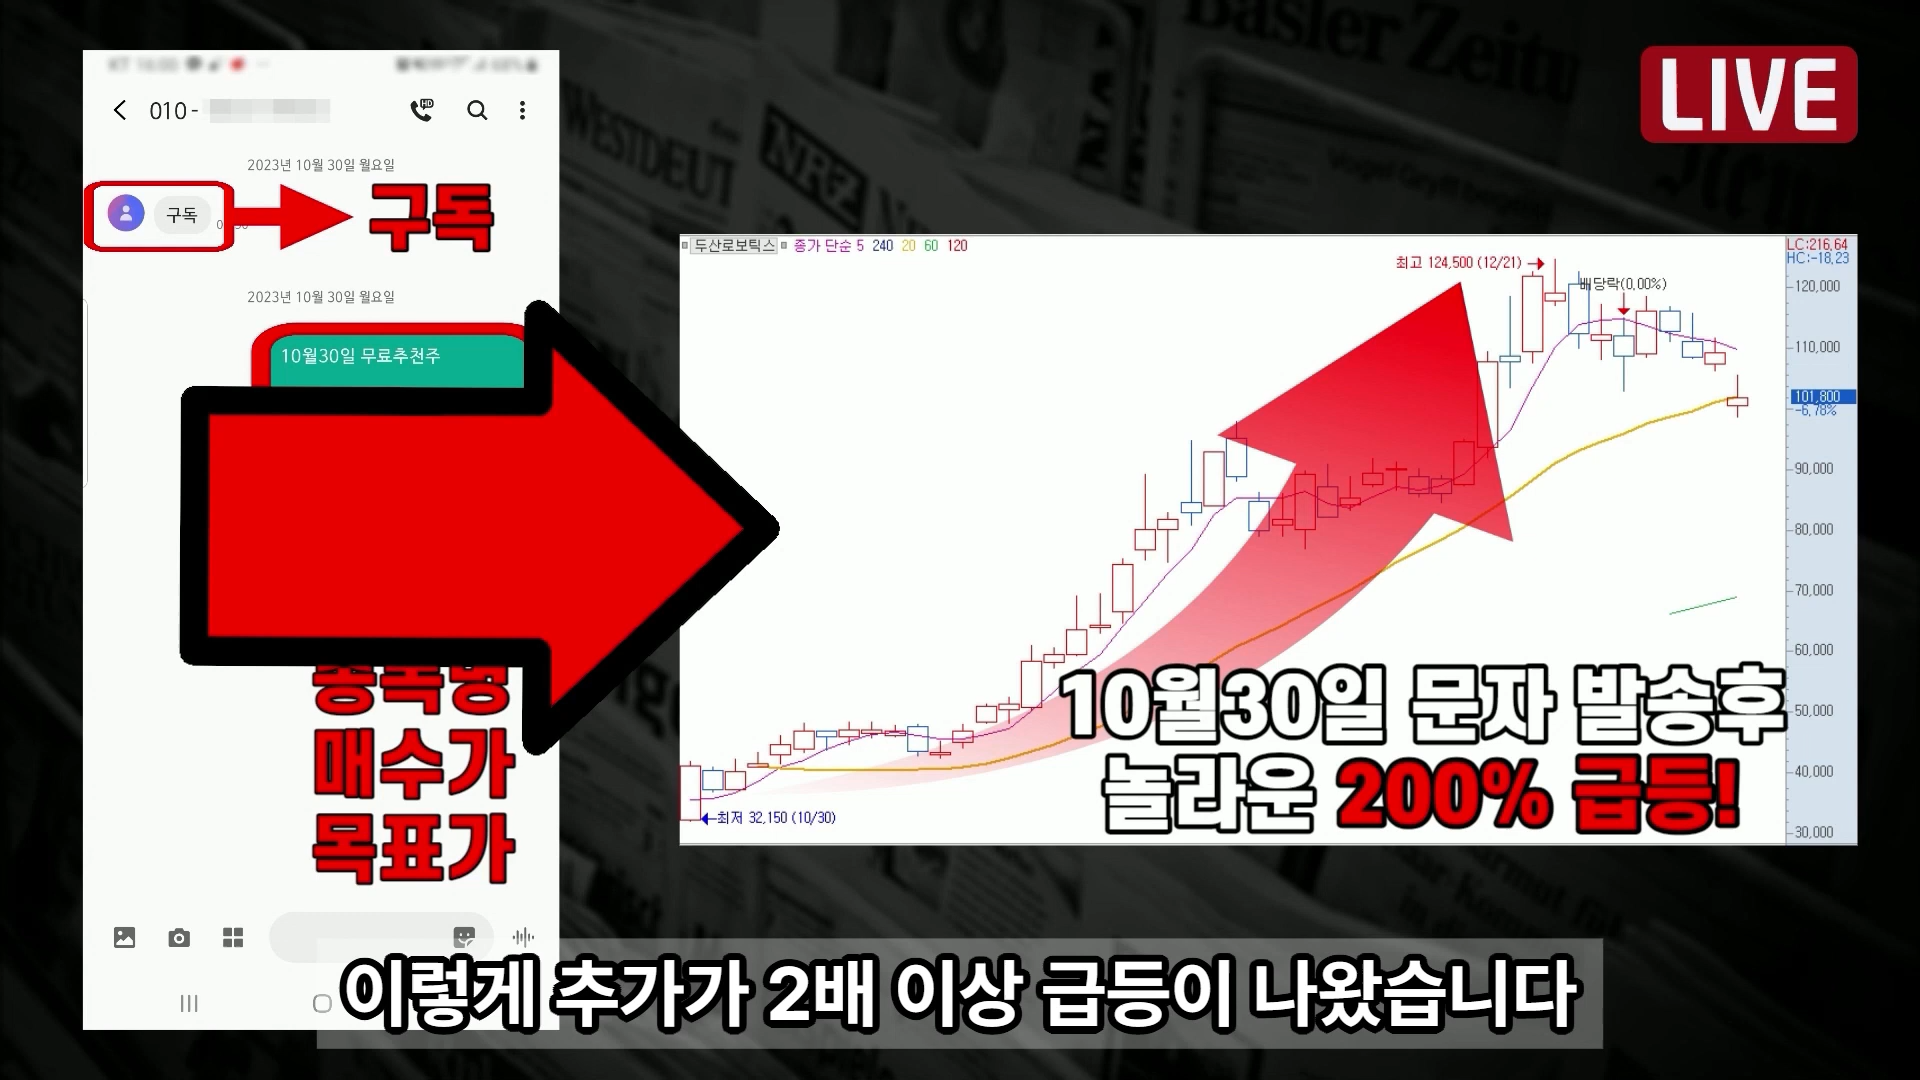 LIVE
010 -
2023년 10월 30일 월요일
구독
구독
2023년 10월 30일 월요일
10월30일 무료추천주
종목명
매수가
목표가
두산로보틱스 종가 단순 5 240 20 60 120
LC:216,64
HC:-18,23
최고 124,500 (12/21)
배당락(0,00%)
120,000
110,000
101,800
-6,78%
90,000
80,000
70,000
60,000
50,000
40,000
30,000
최저 32,150 (10/30)
10월30일 문자 발송후
놀라운 200% 급등!
이렇게 추가가 2배 이상 급등이 나왔습니다